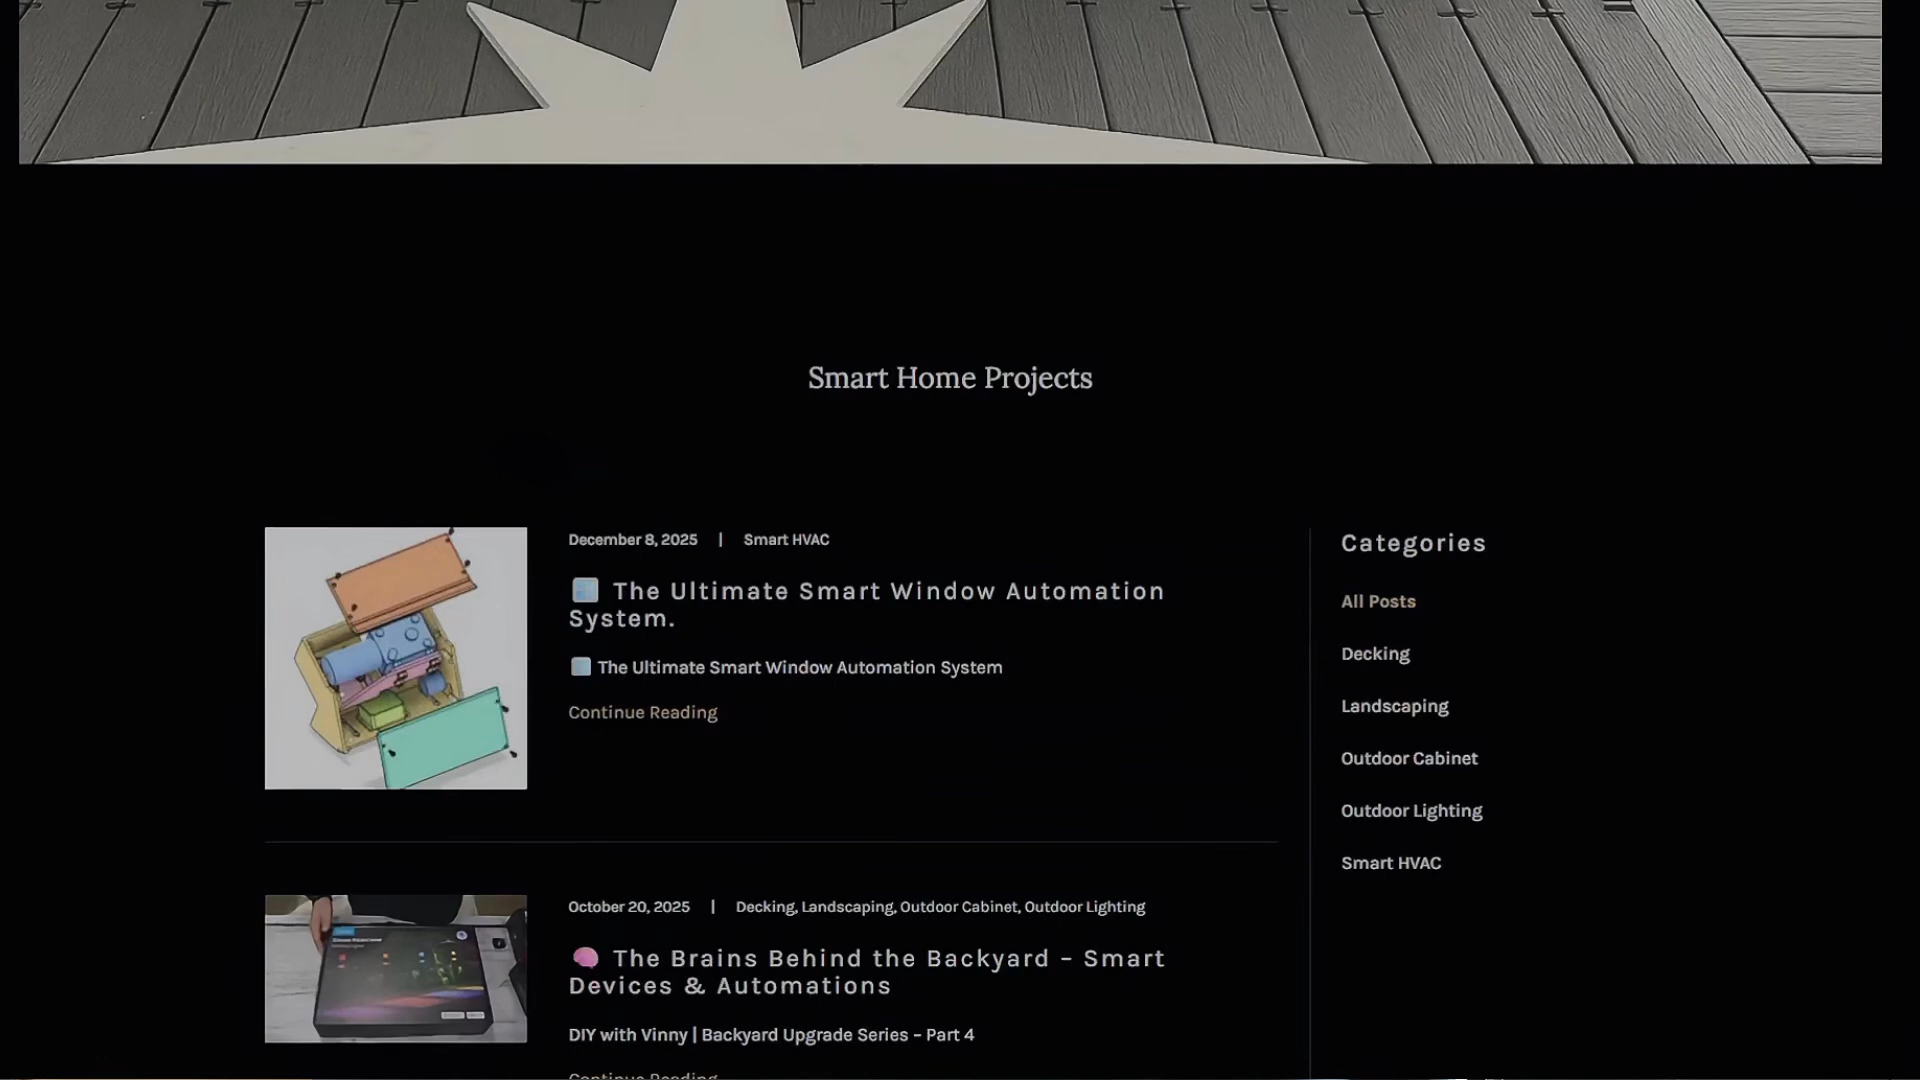 Smart Home Projects
December 8, 2025 | Smart HVAC
The Ultimate Smart Window Automation
System.
The Ultimate Smart Window Automation System
Continue Reading
October 20, 2025 | Decking, Landscaping, Outdoor Cabinet, Outdoor Lighting
The Brains Behind the Backyard – Smart
Devices & Automations
DIY with Vinny | Backyard Upgrade Series – Part 4
Continue Reading
Categories
All Posts
Decking
Landscaping
Outdoor Cabinet
Outdoor Lighting
Smart HVAC